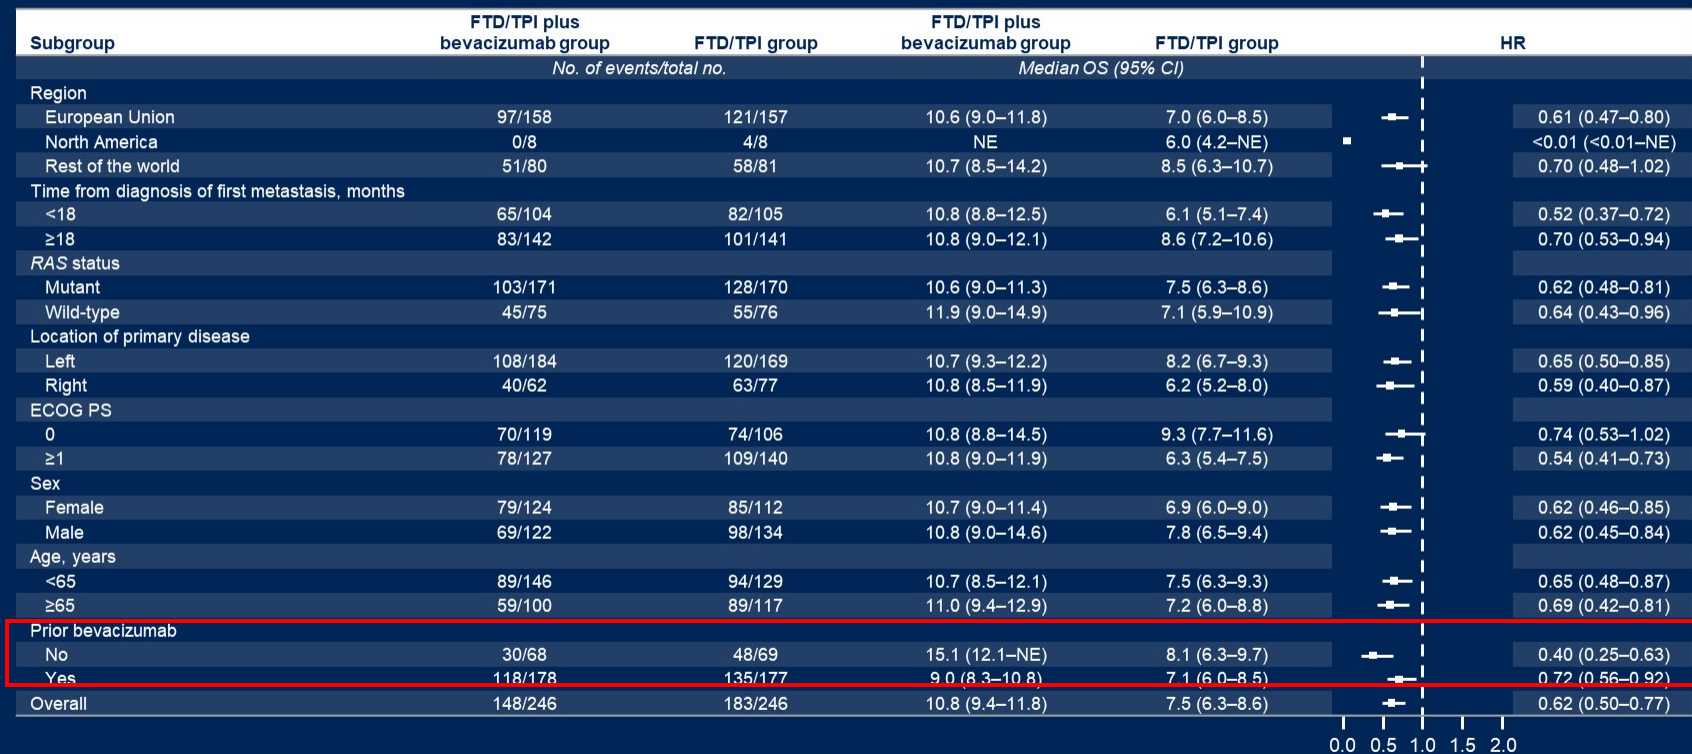 FTD/TPI plus FTD/TPI plus
Subgroup bevacizumab group FTD/TPI group bevacizumab group FTD/TPI group HR
No. of events/total no. Median OS (95% CI)
Region
European Union 97/158 121/157 10.6 (9.0–11.8) 7.0 (6.0–8.5) 0.61 (0.47–0.80)
North America 0/8 4/8 NE 6.0 (4.2–NE) <0.01 (<0.01–NE)
Rest of the world 51/80 58/81 10.7 (8.5–14.2) 8.5 (6.3–10.7) 0.70 (0.48–1.02)
Time from diagnosis of first metastasis, months
<18 65/104 82/105 10.8 (8.8–12.5) 6.1 (5.1–7.4) 0.52 (0.37–0.72)
≥18 83/142 101/141 10.8 (9.0–12.1) 8.6 (7.2–10.6) 0.70 (0.53–0.94)
RAS status
Mutant 103/171 128/170 10.6 (9.0–11.3) 7.5 (6.3–8.6) 0.62 (0.48–0.81)
Wild-type 45/75 55/76 11.9 (9.0–14.9) 7.1 (5.9–10.9) 0.64 (0.43–0.96)
Location of primary disease
Left 108/184 120/169 10.7 (9.3–12.2) 8.2 (6.7–9.3) 0.65 (0.50–0.85)
Right 40/62 63/77 10.8 (8.5–11.9) 6.2 (5.2–8.0) 0.59 (0.40–0.87)
ECOG PS
0 70/119 74/106 10.8 (8.8–14.5) 9.3 (7.7–11.6) 0.74 (0.53–1.02)
≥1 78/127 109/140 10.8 (9.0–11.9) 6.3 (5.4–7.5) 0.54 (0.41–0.73)
Sex
Female 79/124 85/112 10.7 (9.0–11.4) 6.9 (6.0–9.0) 0.62 (0.46–0.85)
Male 69/122 98/134 10.8 (9.0–14.6) 7.8 (6.5–9.4) 0.62 (0.45–0.84)
Age, years
<65 89/146 94/129 10.7 (8.5–12.1) 7.5 (6.3–9.3) 0.65 (0.48–0.87)
≥65 59/100 89/117 11.0 (9.4–12.9) 7.2 (6.0–8.8) 0.69 (0.42–0.81)
Prior bevacizumab
No 30/68 48/69 15.1 (12.1–NE) 8.1 (6.3–9.7) 0.40 (0.25–0.63)
Yes 118/178 135/177 9.0 (8.3–10.8) 7.1 (6.0–8.5) 0.72 (0.56–0.92)
Overall 148/246 183/246 10.8 (9.4–11.8) 7.5 (6.3–8.6) 0.62 (0.50–0.77)
0.0 0.5 1.0 1.5 2.0